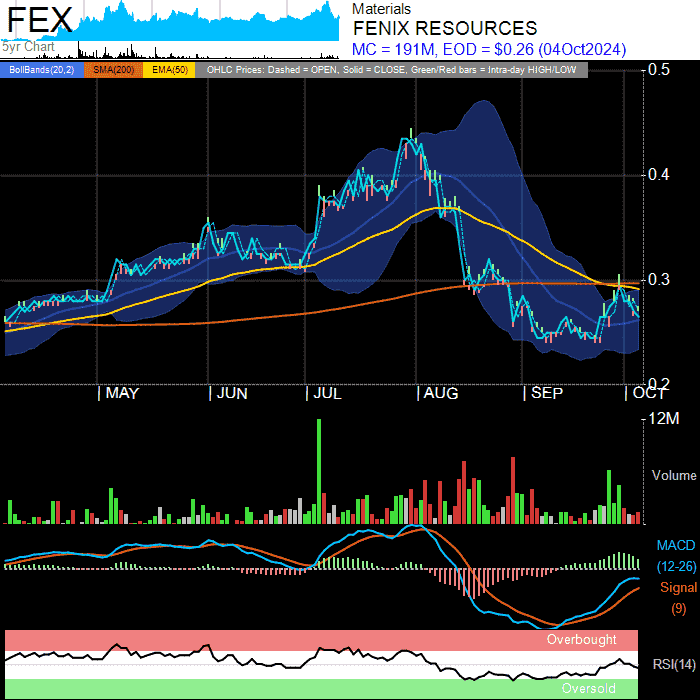 FEX
5yr Chart
Materials
FENIX RESOURCES
MC = 191M, EOD = $0.26 (04Oct2024)
BollBands(20,2) SMA(200) EMA(50) OHLC Prices: Dashed = OPEN, Solid = CLOSE, Green/Red bars = Intra-day HIGH/LOW
0.5
0.4
0.3
0.2
MAY JUN JUL AUG SEP OCT
12M
Volume
MACD
(12-26)
Signal
(9)
Overbought
RSI(14)
Oversold